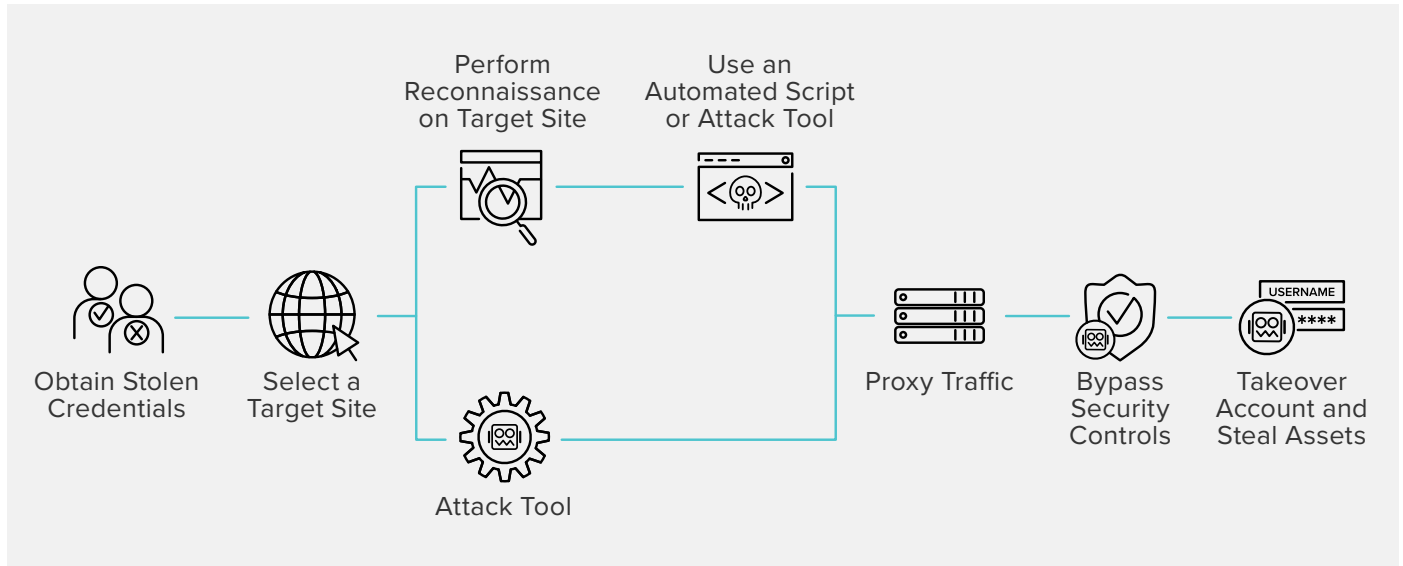 Perform
Reconnaissance
on Target Site
Use an
Automated Script
or Attack Tool
Obtain Stolen
Credentials
Select a
Target Site
Attack Tool
Proxy Traffic
Bypass
Security
Controls
USERNAME
****
Takeover
Account and
Steal Assets